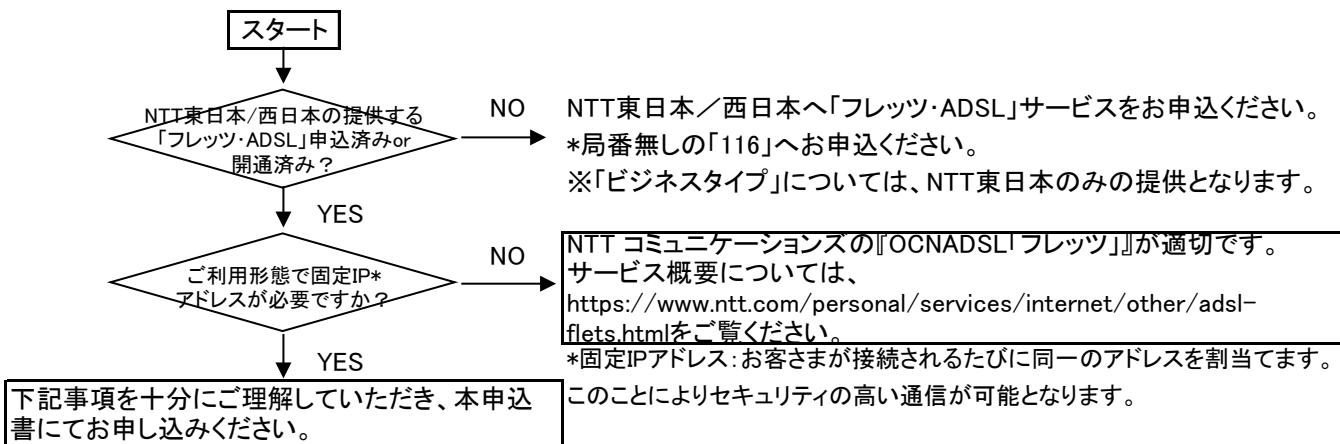 スタート
NTT東日本/西日本の提供する
「フレッツ・ADSL」申込済みor
開通済み？
NO
NTT東日本／西日本へ「フレッツ・ADSL」サービスをお申込ください。
*局番無しの「116」へお申込ください。
※「ビジネスタイプ」については、NTT東日本のみの提供となります。
YES
ご利用形態で固定IP*
アドレスが必要ですか？
NO
NTT コミュニケーションズの『OCNADSL「フレッツ」』が適切です。
サービス概要については、
https://www.ntt.com/personal/services/internet/other/adsl-
flets.htmlをご覧ください。
*固定IPアドレス：お客さまが接続されるたびに同一のアドレスを割当てます。
このことによりセキュリティの高い通信が可能となります。
YES
下記事項を十分にご理解していただき、本申込
書にてお申し込みください。